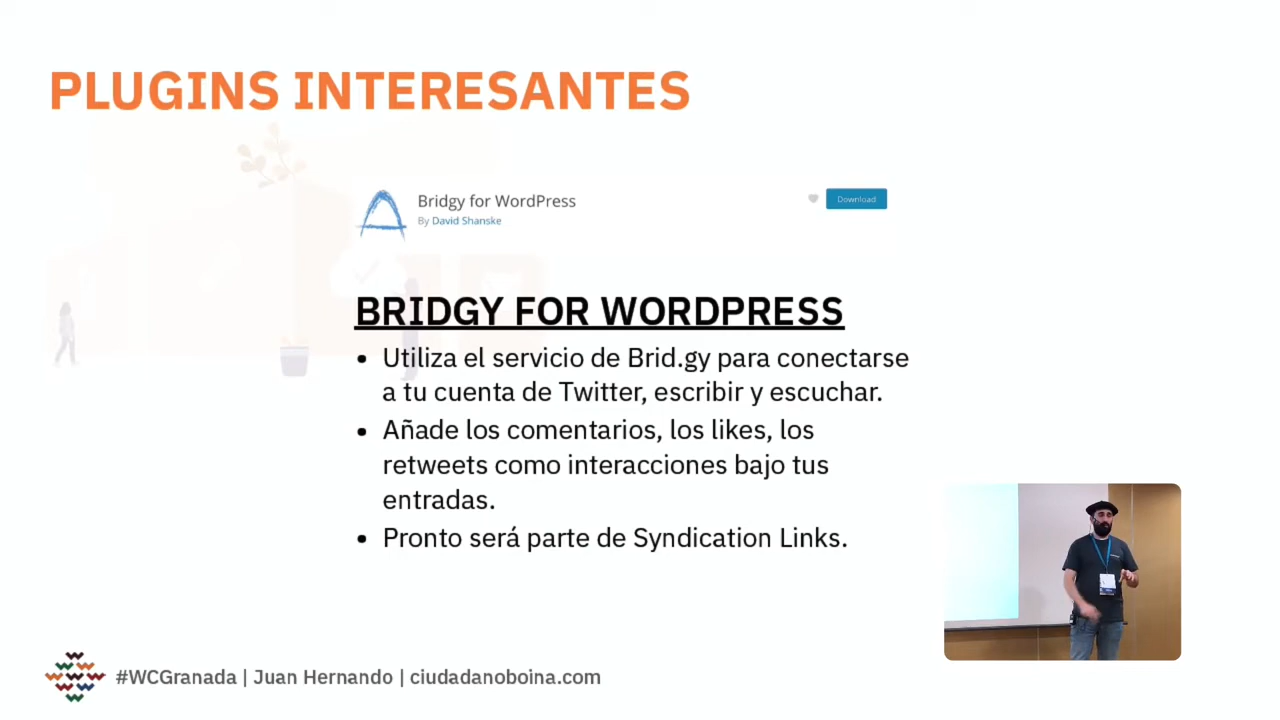 PLUGINS INTERESANTES
Bridgy for WordPress
By David Shanske
Download
BRIDGY FOR WORDPRESS
• Utiliza el servicio de Brid.gy para conectarse
a tu cuenta de Twitter, escribir y escuchar.
• Añade los comentarios, los likes, los
retweets como interacciones bajo tus
entradas.
• Pronto será parte de Syndication Links.
#WCGranada | Juan Hernando | ciudadanoboina.com